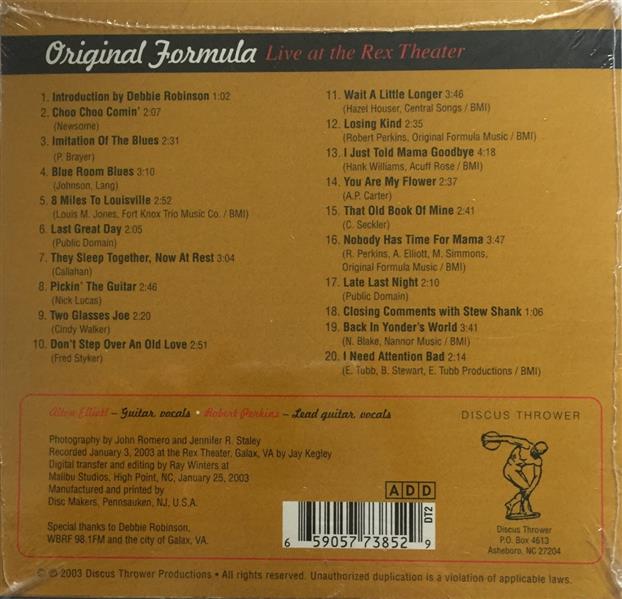 Original Formula Live at the Rex Theater
1. Introduction by Debbie Robinson 1:02
2. Choo Choo Comin' 2:07
(Newsome)
3. Imitation Of The Blues 2:31
(P. Brayer)
4. Blue Room Blues 3:10
(Johnson, Lang)
5. 8 Miles To Louisville 2:52
(Louis M. Jones, Fort Knox Trio Music Co. / BMI)
6. Last Great Day 2:05
(Public Domain)
7. They Sleep Together, Now At Rest 3:04
(Callahan)
8. Pickin' The Guitar 2:46
(Nick Lucas)
9. Two Glasses Joe 2:20
(Cindy Walker)
10. Don't Step Over An Old Love 2:51
(Fred Styker)
11. Wait A Little Longer 3:46
(Hazel Houser, Central Songs / BMI)
12. Losing Kind 2:35
(Robert Perkins, Original Formula Music / BMI)
13. I Just Told Mama Goodbye 4:18
(Hank Williams, Acuff Rose / BMI)
14. You Are My Flower 2:37
(A.P. Carter)
15. That Old Book Of Mine 2:41
(C. Seckler)
16. Nobody Has Time For Mama 3:47
(R. Perkins, A. Elliott, M. Simmons,
Original Formula Music / BMI)
17. Late Last Night 2:10
(Public Domain)
18. Closing Comments with Stew Shank 1:06
19. Back In Yonder's World 3:41
(N. Blake, Nannor Music / BMI)
20. I Need Attention Bad 2:14
(E. Tubb, B. Stewart, E. Tubb Productions / BMI)
Alton Elliott – Guitar vocals • Robert Perkins – Lead guitar, vocals
Photography by John Romero and Jennifer R. Staley
Recorded January 3, 2003 at the Rex Theater, Galax, VA by Jay Kegley
Digital transfer and editing by Ray Winters at
Malibu Studios, High Point, NC, January 25, 2003
Manufactured and printed by
Disc Makers, Pennsauken, NJ, U.S.A.
Special thanks to Debbie Robinson,
WBRF 98.1FM and the city of Galax, VA.
ADD
DT2
6 59057 73852 9
DISCUS THROWER
Discus Thrower
P.O. Box 4613
Asheboro, NC 27204
© ℗ 2003 Discus Thrower Productions • All rights reserved. Unauthorized duplication is a violation of applicable laws.